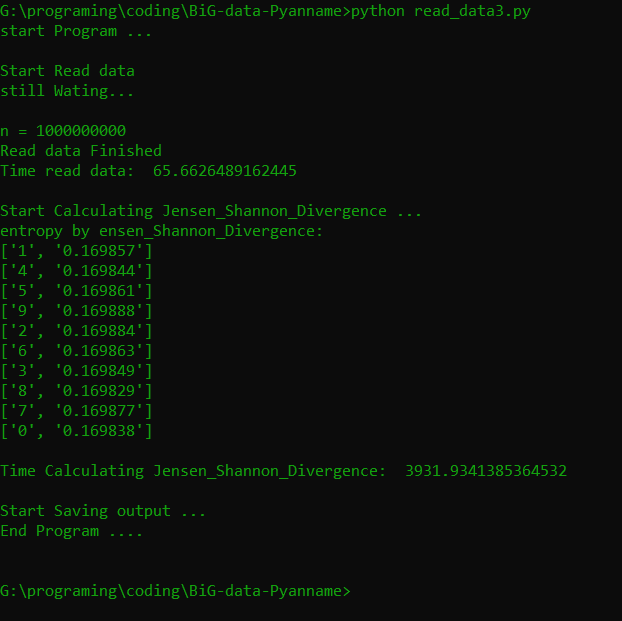 G:\programing\coding\BiG-data-Pyanname>python read_data3.py
start Program ...
Start Read data
still Wating...
n = 1000000000
Read data Finished
Time read data:  65.6626489162445
Start Calculating Jensen_Shannon_Divergence ...
entropy by ensen_Shannon_Divergence:
['1', '0.169857']
['4', '0.169844']
['5', '0.169861']
['9', '0.169888']
['2', '0.169884']
['6', '0.169863']
['3', '0.169849']
['8', '0.169829']
['7', '0.169877']
['0', '0.169838']
Time Calculating Jensen_Shannon_Divergence:  3931.9341385364532
Start Saving output ...
End Program ....
G:\programing\coding\BiG-data-Pyanname>